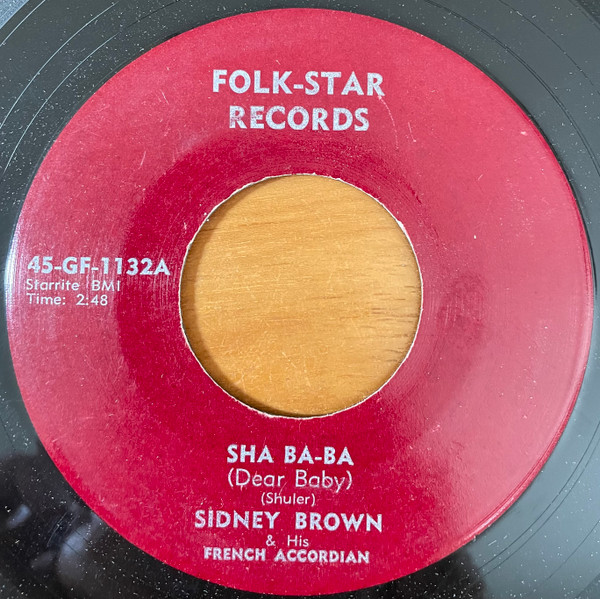 FOLK-STAR
RECORDS
45-GF-1132A
Starrite BMI
Time: 2:48
SHA BA-BA
(Dear Baby)
(Shuler)
SIDNEY BROWN
& His
FRENCH ACCORDIAN